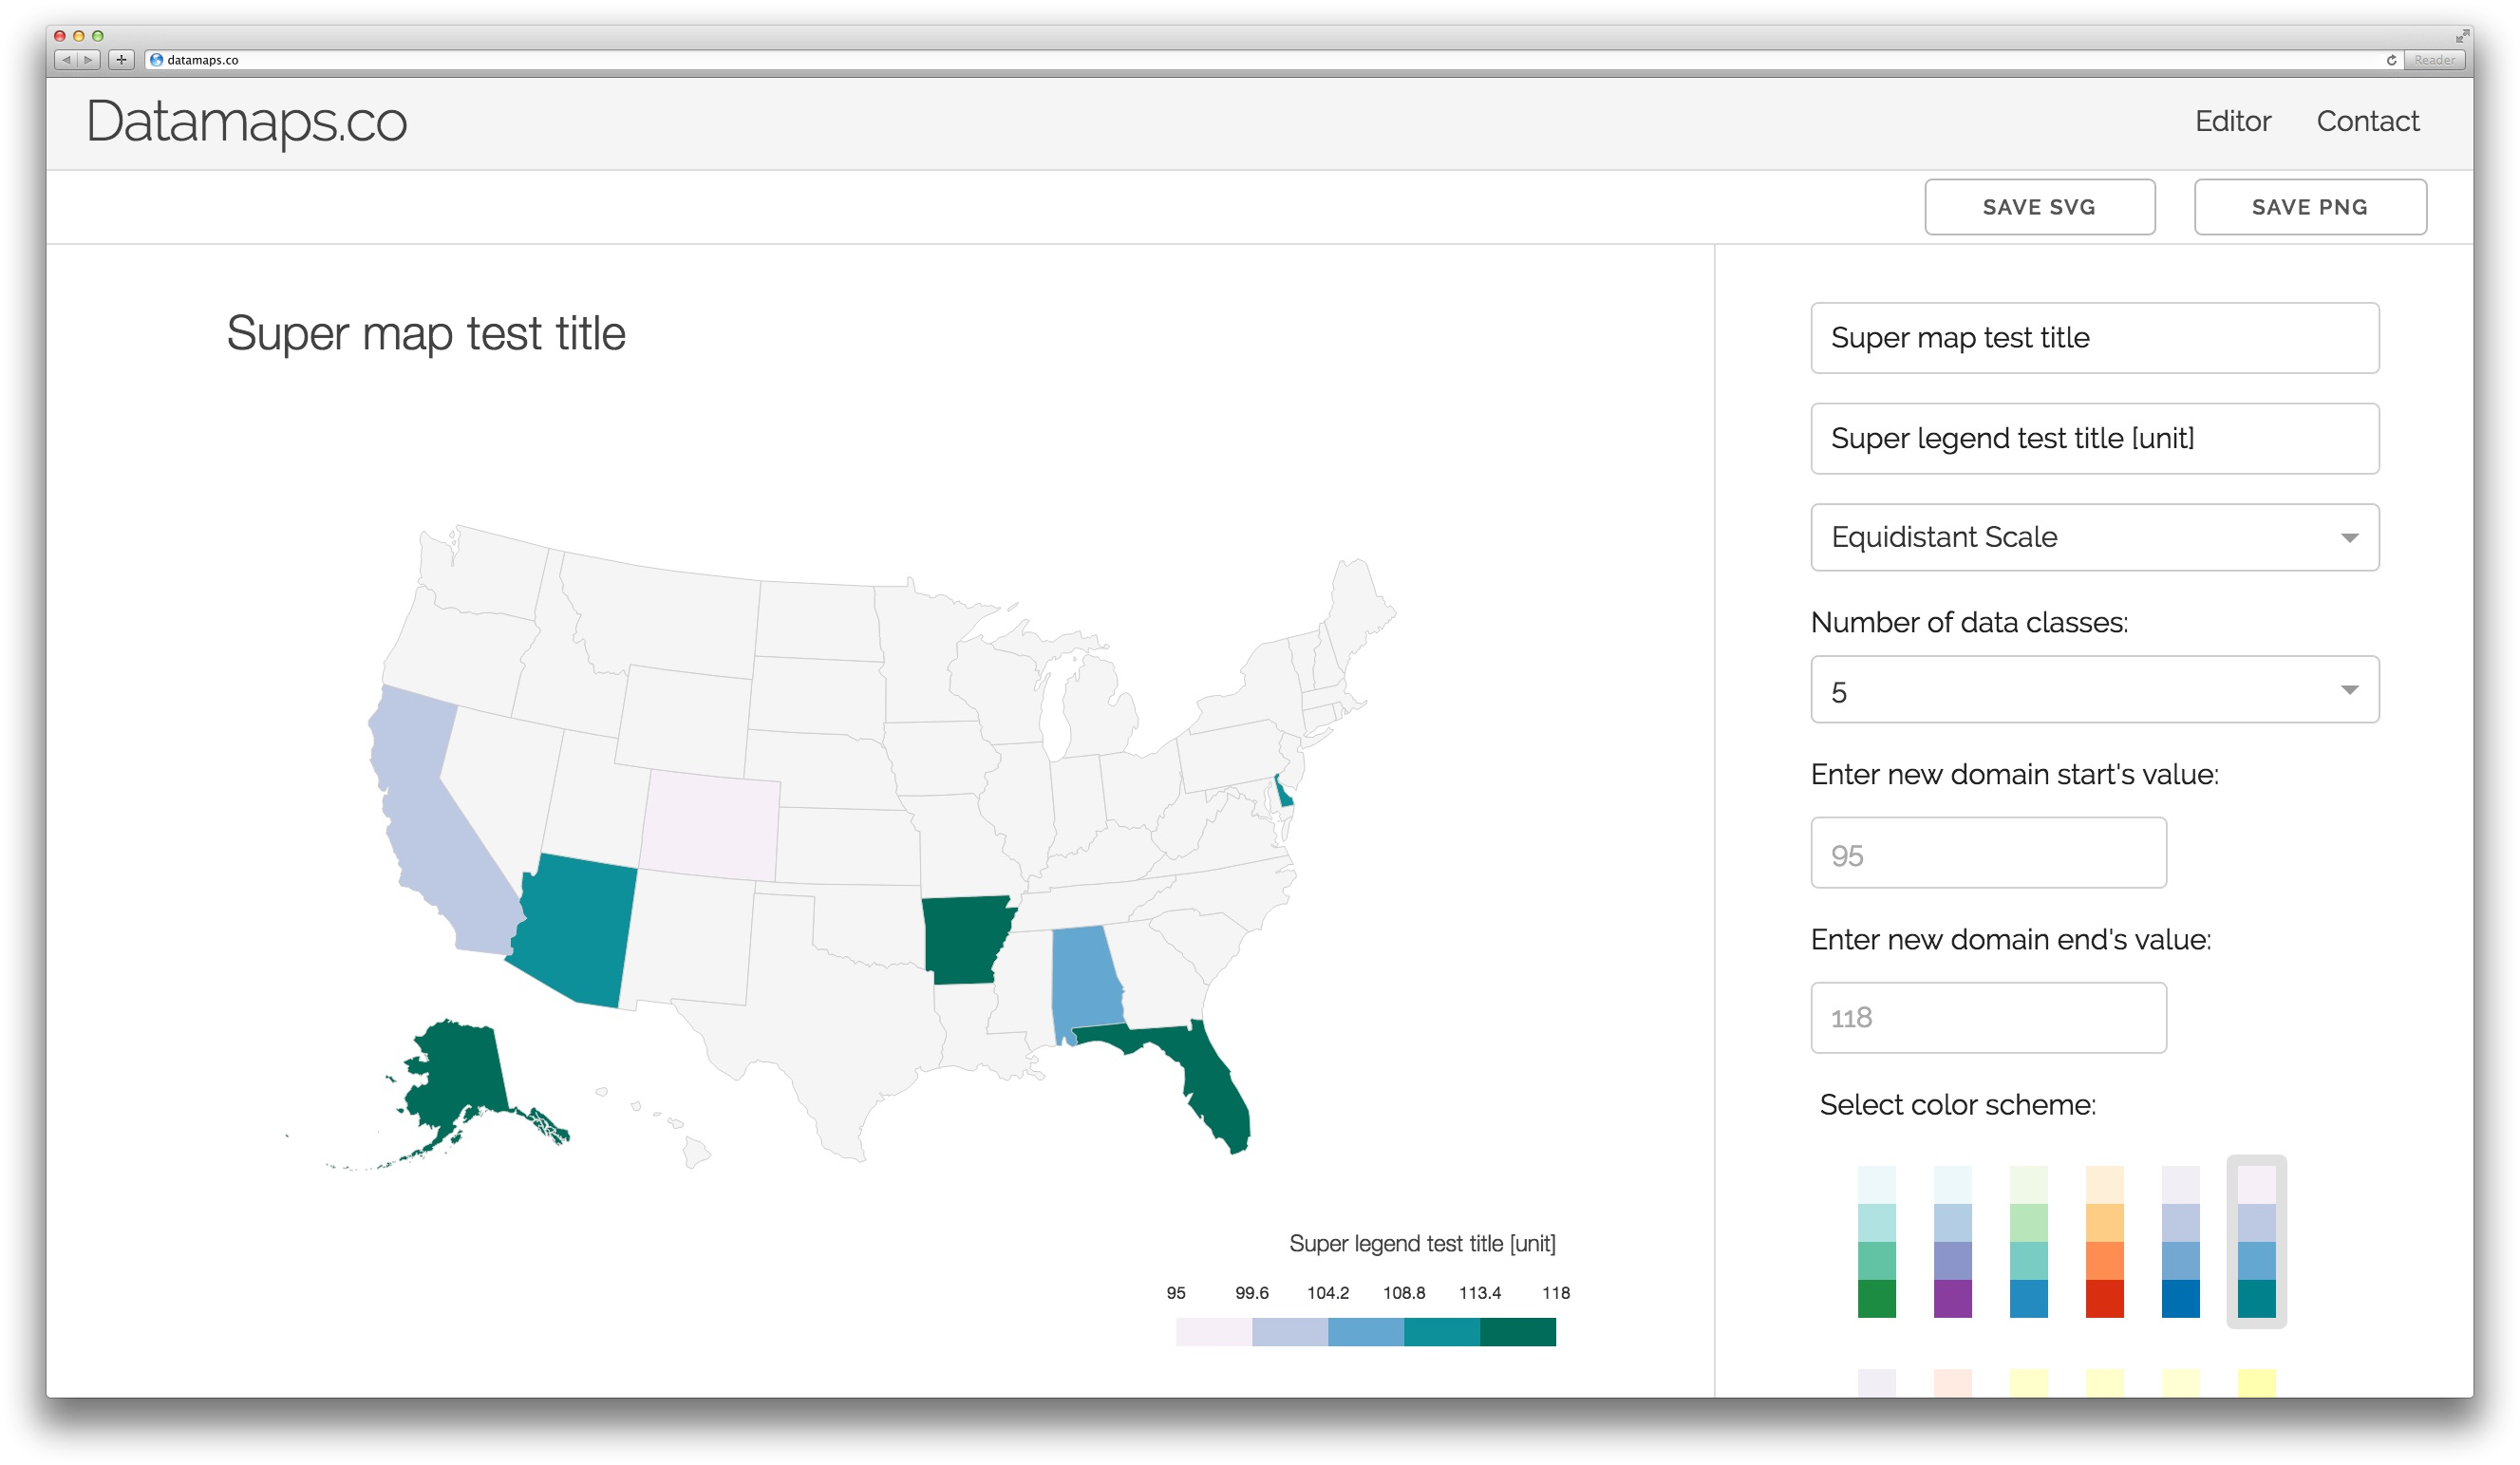 datamaps.co
Reader
Datamaps.co
Editor
Contact
SAVE SVG
SAVE PNG
Super map test title
Super legend test title [unit]
95 99.6 104.2 108.8 113.4 118
Super map test title
Super legend test title [unit]
Equidistant Scale
Number of data classes:
5
Enter new domain start's value:
95
Enter new domain end's value:
118
Select color scheme: